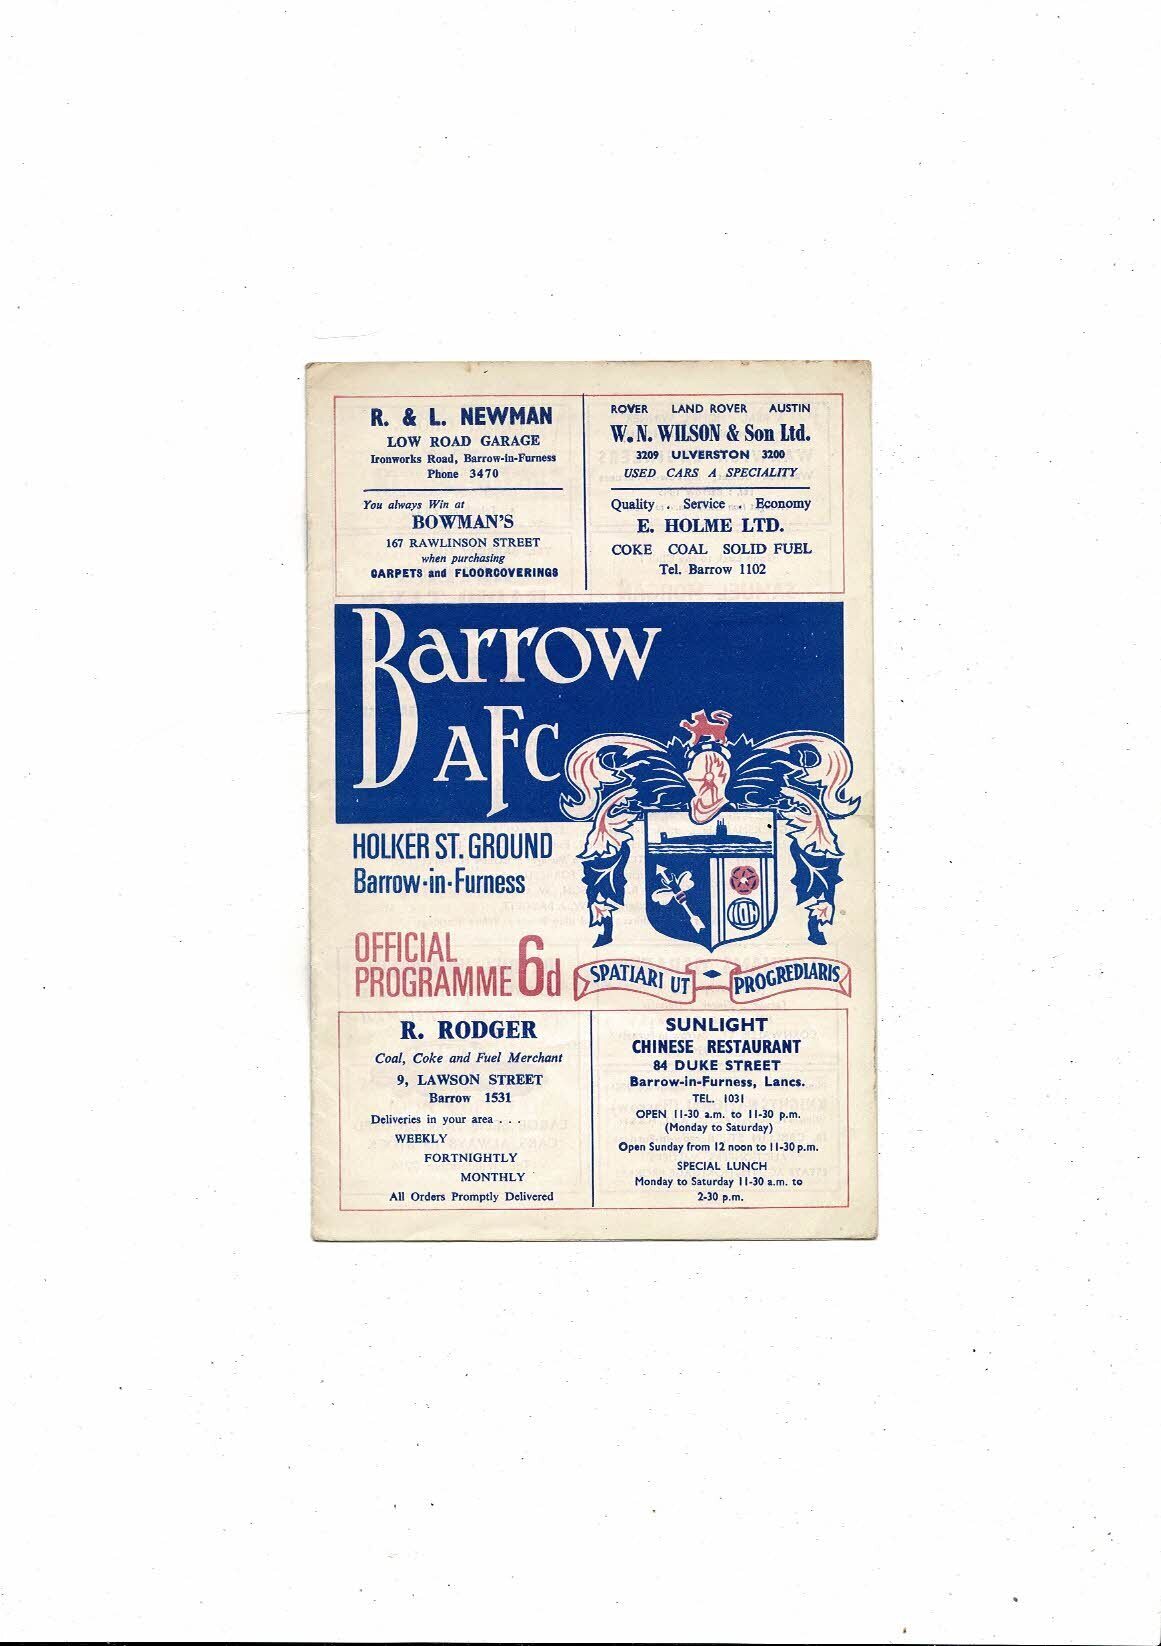 R. & L. NEWMAN
LOW ROAD GARAGE
Ironworks Road, Barrow-in-Furness
Phone 3470
You always Win at
BOWMAN'S
167 RAWLINSON STREET
when purchasing
CARPETS and FLOORCOVERINGS
ROVER LAND ROVER AUSTIN
W. N. WILSON & Son Ltd.
3209 ULVERSTON 3200
USED CARS A SPECIALITY
Quality . Service . Economy
E. HOLME LTD.
COKE COAL SOLID FUEL
Tel. Barrow 1102
Barrow
AFC
HOLKER ST. GROUND
Barrow-in-Furness
OFFICIAL
PROGRAMME 6d
SPATIARI UT PROGREDIARIS
R. RODGER
Coal, Coke and Fuel Merchant
9, LAWSON STREET
Barrow 1531
Deliveries in your area . . .
WEEKLY
FORTNIGHTLY
MONTHLY
All Orders Promptly Delivered
SUNLIGHT
CHINESE RESTAURANT
84 DUKE STREET
Barrow-in-Furness, Lancs.
TEL. 1031
OPEN 11-30 a.m. to 11-30 p.m.
(Monday to Saturday)
Open Sunday from 12 noon to 11-30 p.m.
SPECIAL LUNCH
Monday to Saturday 11-30 a.m. to
2-30 p.m.